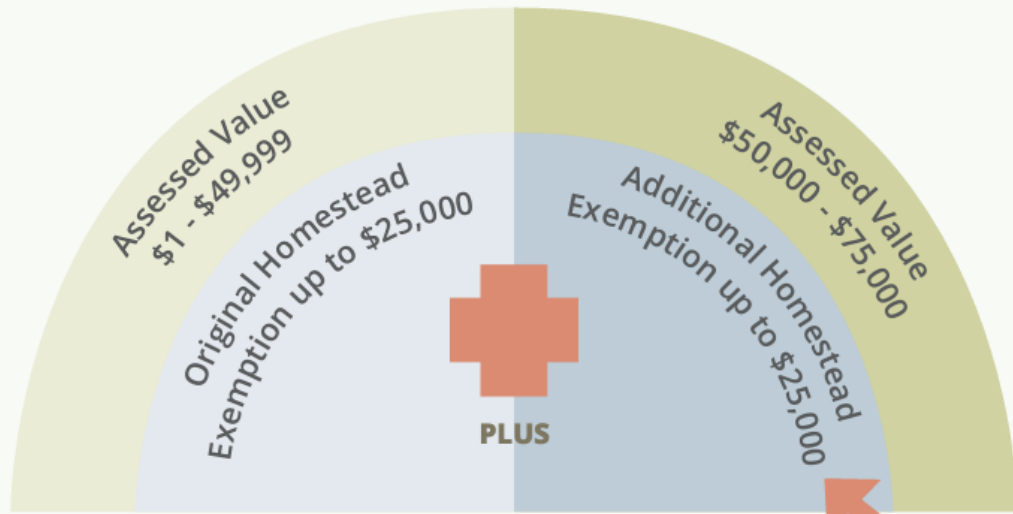 Assessed Value
$1 - $49,999
Original Homestead
Exemption up to $25,000
Assessed Value
$50,000 - $75,000
Additional Homestead
Exemption up to $25,000
PLUS